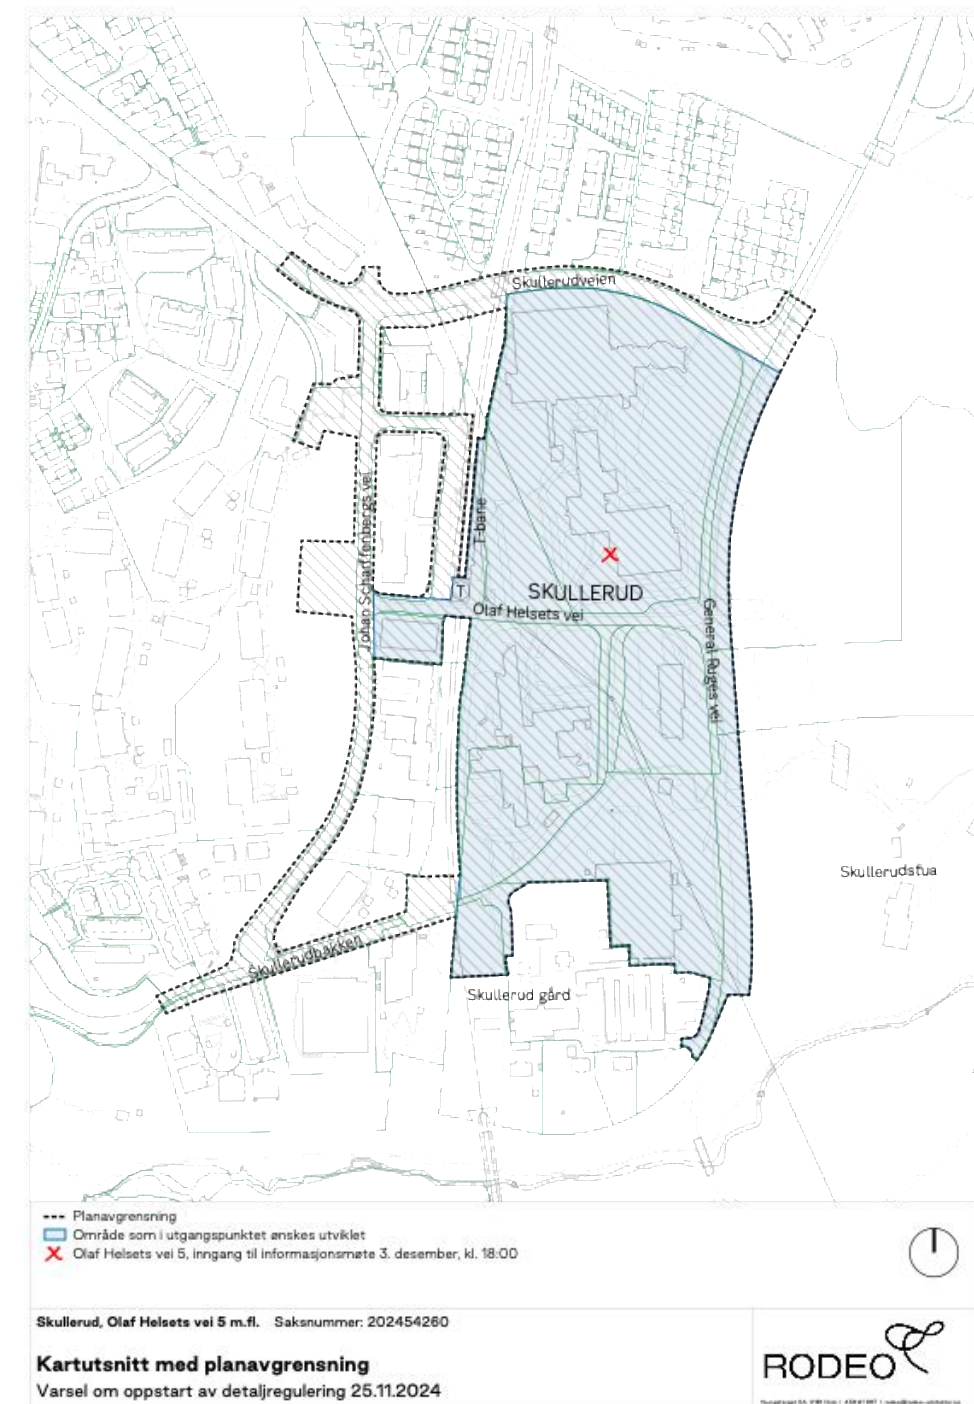 Skullerudveien
T-bane
Johan Scharffenbergs vei
T
SKULLERUD
Olaf Helsets vei
General Ruges vei
Skullerudstua
Skullerudbakken
Skullerud gård
Planavgrensning
Område som i utgangspunktet ønskes utviklet
Olaf Helsets vei 5, inngang til informasjonsmøte 3. desember, kl. 18:00
Skullerud, Olaf Helsets vei 5 m.fl. Saksnummer: 202454260
Kartutsnitt med planavgrensning
Varsel om oppstart av detaljregulering 25.11.2024
RODEO